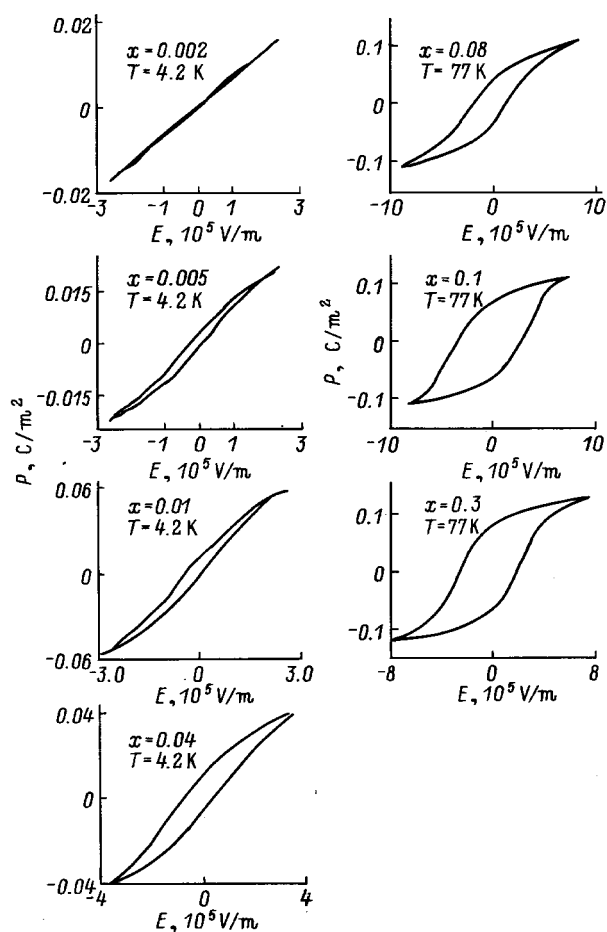 0.02
x=0.002
T=4.2 K
0
-0.02
-3
-1
0
1
3
E, 10⁵ V/m
0.015
x=0.005
T=4.2 K
0
-0.015
-3
-1
0
1
3
E, 10⁵ V/m
P, C/m²
0.06
x=0.01
T=4.2 K
0
-0.06
-3.0
0
3.0
E, 10⁵ V/m
0.04
x=0.04
T=4.2 K
0
-0.04
-4
0
4
E, 10⁵ V/m
0.1
x=0.08
T=77 K
0
-0.1
-10
0
10
E, 10⁵ V/m
0.1
x=0.1
T=77 K
P, C/m²
0
-0.1
-10
0
10
E, 10⁵ V/m
0.1
x=0.3
T=77 K
0
-0.1
-8
0
8
E, 10⁵ V/m